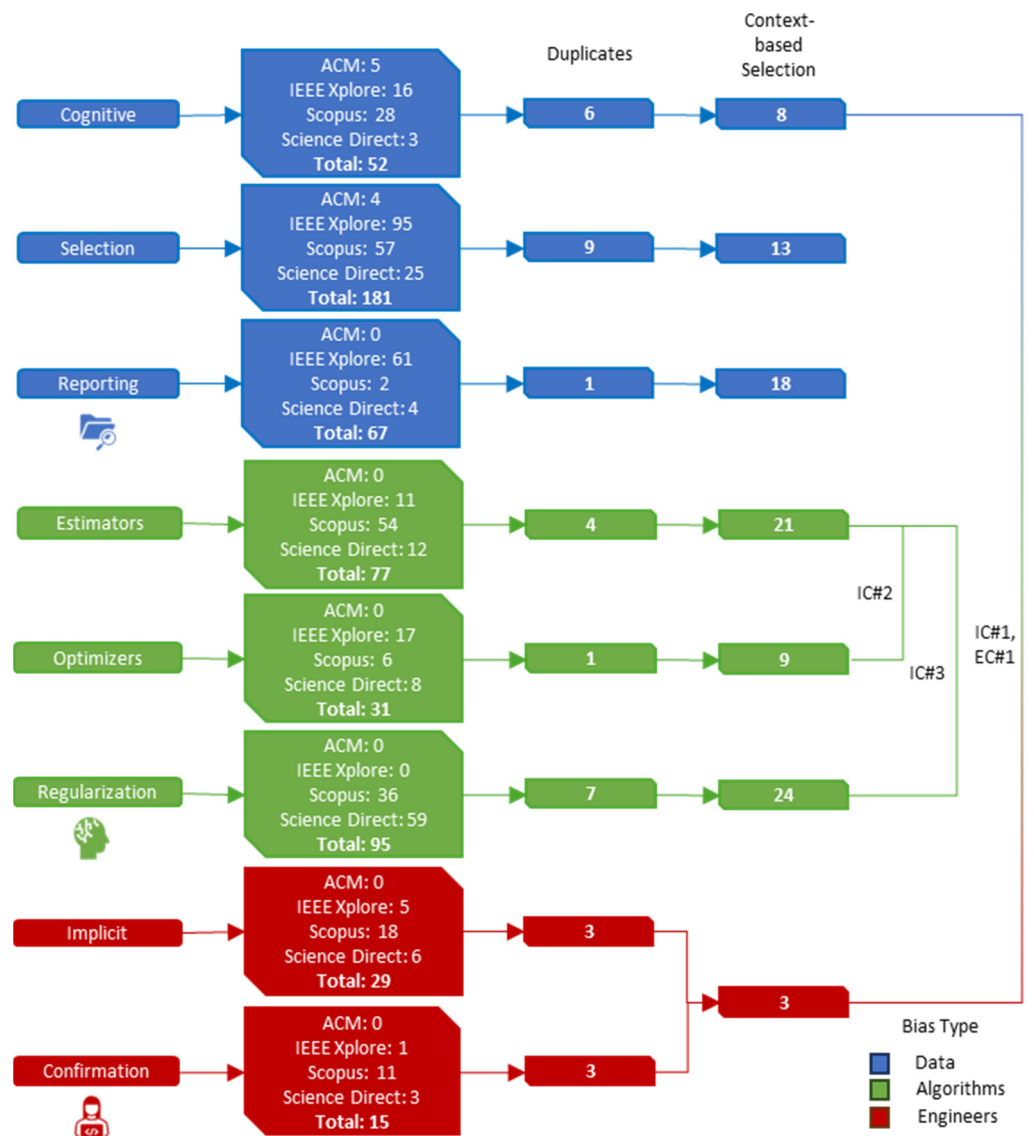 Duplicates
Context-
based
Selection
Cognitive
ACM: 5
IEEE Xplore: 16
Scopus: 28
Science Direct: 3
Total: 52
6
8
Selection
ACM: 4
IEEE Xplore: 95
Scopus: 57
Science Direct: 25
Total: 181
9
13
Reporting
ACM: 0
IEEE Xplore: 61
Scopus: 2
Science Direct: 4
Total: 67
1
18
Estimators
ACM: 0
IEEE Xplore: 11
Scopus: 54
Science Direct: 12
Total: 77
4
21
IC#2
Optimizers
ACM: 0
IEEE Xplore: 17
Scopus: 6
Science Direct: 8
Total: 31
1
9
IC#3
IC#1,
EC#1
Regularization
ACM: 0
IEEE Xplore: 0
Scopus: 36
Science Direct: 59
Total: 95
7
24
Implicit
ACM: 0
IEEE Xplore: 5
Scopus: 18
Science Direct: 6
Total: 29
3
3
Confirmation
ACM: 0
IEEE Xplore: 1
Scopus: 11
Science Direct: 3
Total: 15
3
Bias Type
Data
Algorithms
Engineers